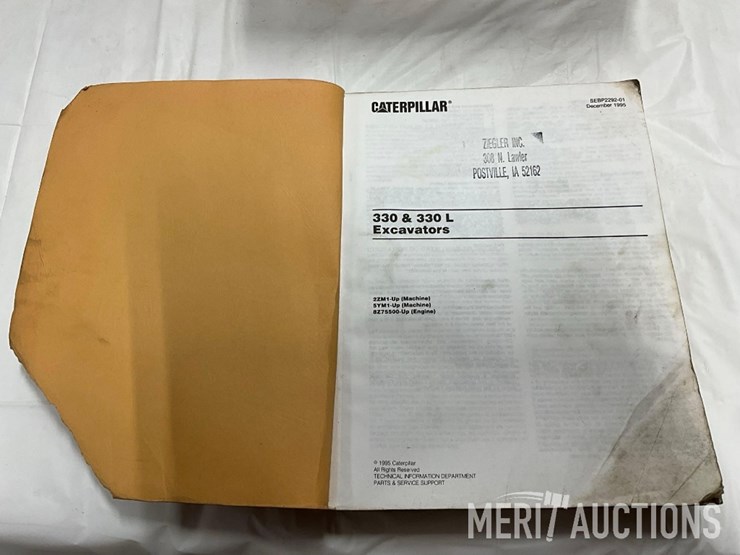 CATERPILLAR®
SEBP2292-01
December 1995
ZIEGLER INC.
308 N. Lawler
POSTVILLE, IA 52162
330 & 330 L
Excavators
2ZM1-Up (Machine)
5YM1-Up (Machine)
8Z75500-Up (Engine)
© 1995 Caterpillar
All Rights Reserved
TECHNICAL INFORMATION DEPARTMENT
PARTS & SERVICE SUPPORT
MERIT AUCTIONS